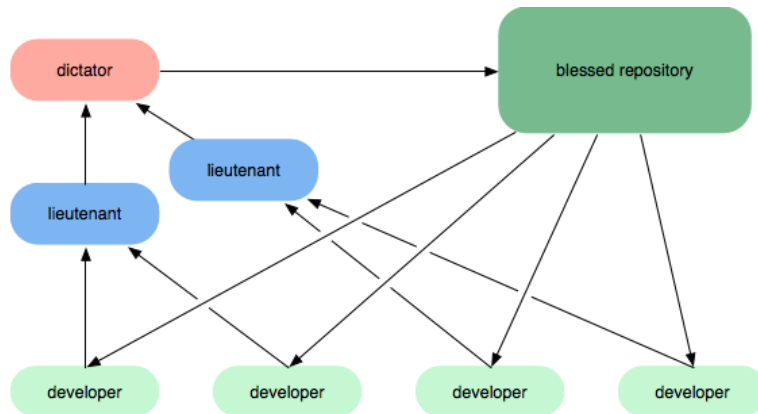 dictator
blessed repository
lieutenant
lieutenant
developer
developer
developer
developer